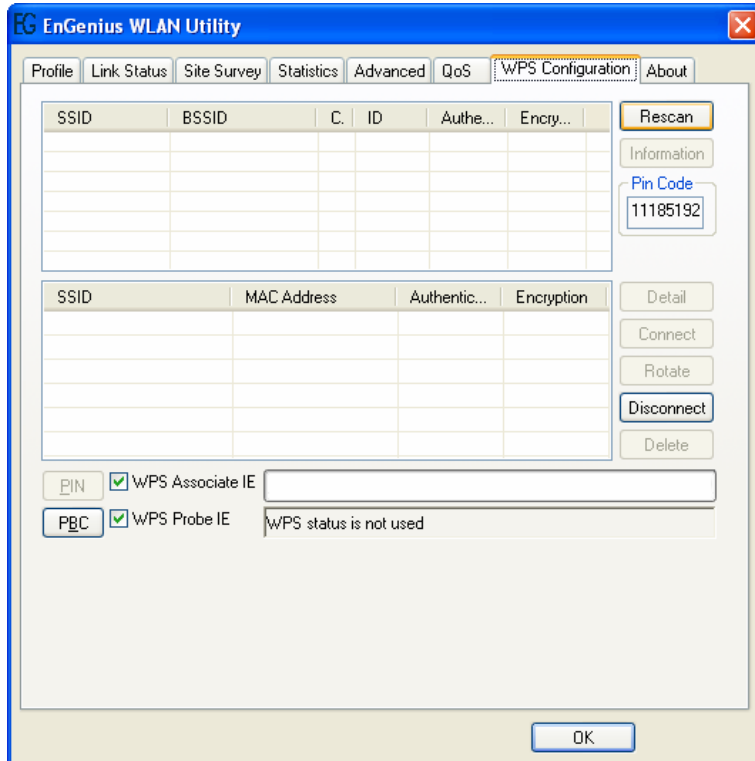 EG EnGenius WLAN Utility
Profile Link Status Site Survey Statistics Advanced QoS WPS Configuration About
SSID BSSID C. ID Authe... Encry...
Rescan
Information
Pin Code
11185192
SSID MAC Address Authentic... Encryption
Detail
Connect
Rotate
Disconnect
Delete
PIN WPS Associate IE
PBC WPS Probe IE WPS status is not used
OK